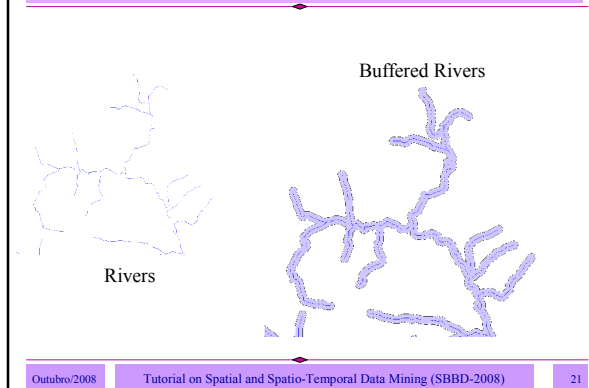 Buffered Rivers
Rivers
Outubro/2008 Tutorial on Spatial and Spatio-Temporal Data Mining (SBBD-2008) 21